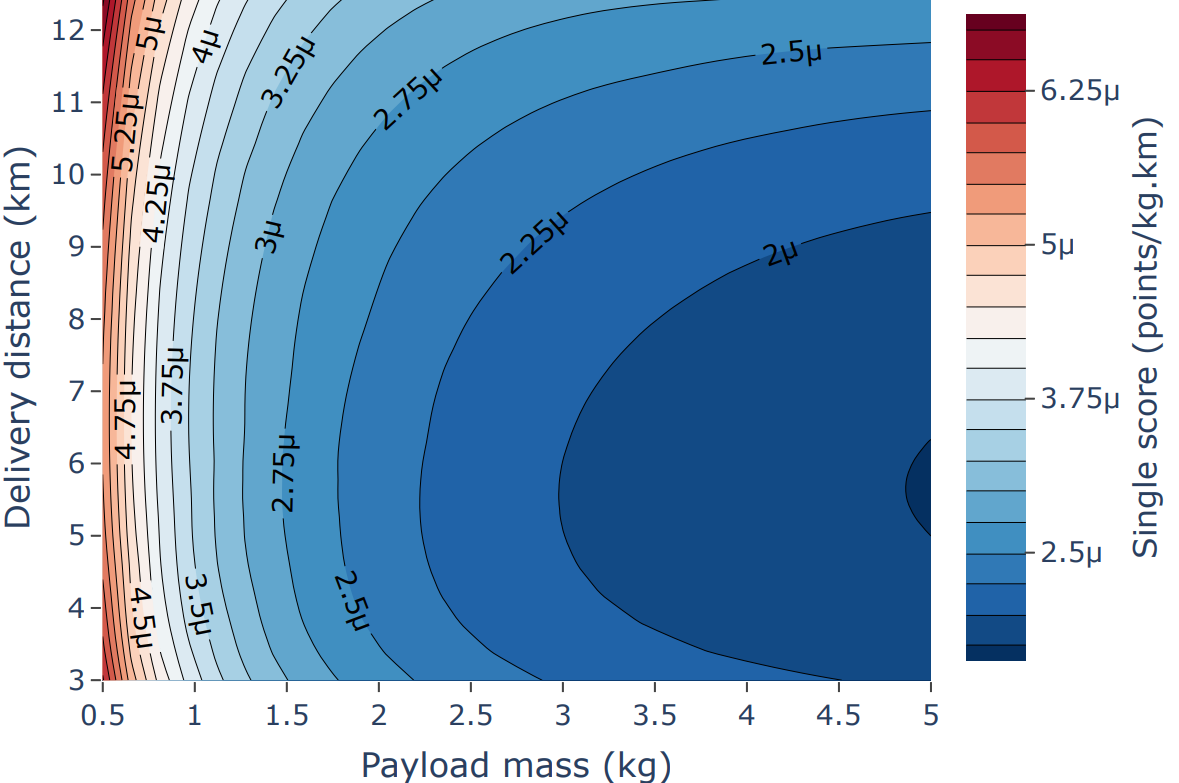 12
11
10
9
8
7
6
5
4
3
Delivery distance (km)
0.5
1
1.5
2
2.5
3
3.5
4
4.5
5
Payload mass (kg)
5μ
4μ
3.25μ
2.75μ
2.5μ
5.25μ
4.25μ
3μ
2.25μ
2μ
4.75μ
3.75μ
2.75μ
4.5μ
3.5μ
2.5μ
6.25μ
5μ
3.75μ
2.5μ
Single score (points/kg.km)